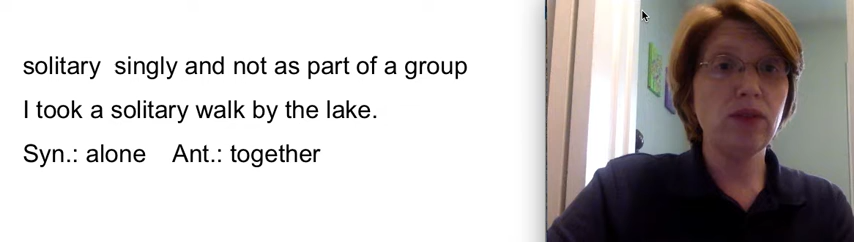 solitary  singly and not as part of a group
I took a solitary walk by the lake.
Syn.: alone    Ant.: together